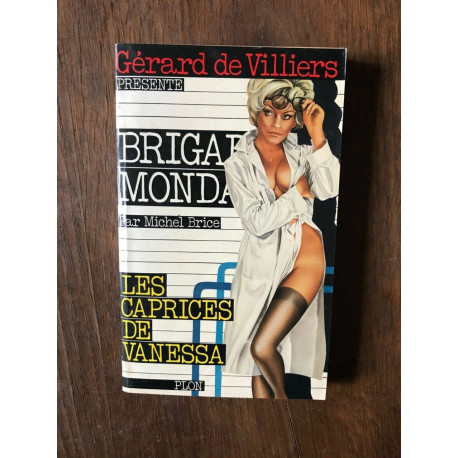 Gérard de Villiers
PRÉSENTE
BRIGA
MONDA
par Michel Brice
LES
CAPRICES
DE
VANESSA
PLON